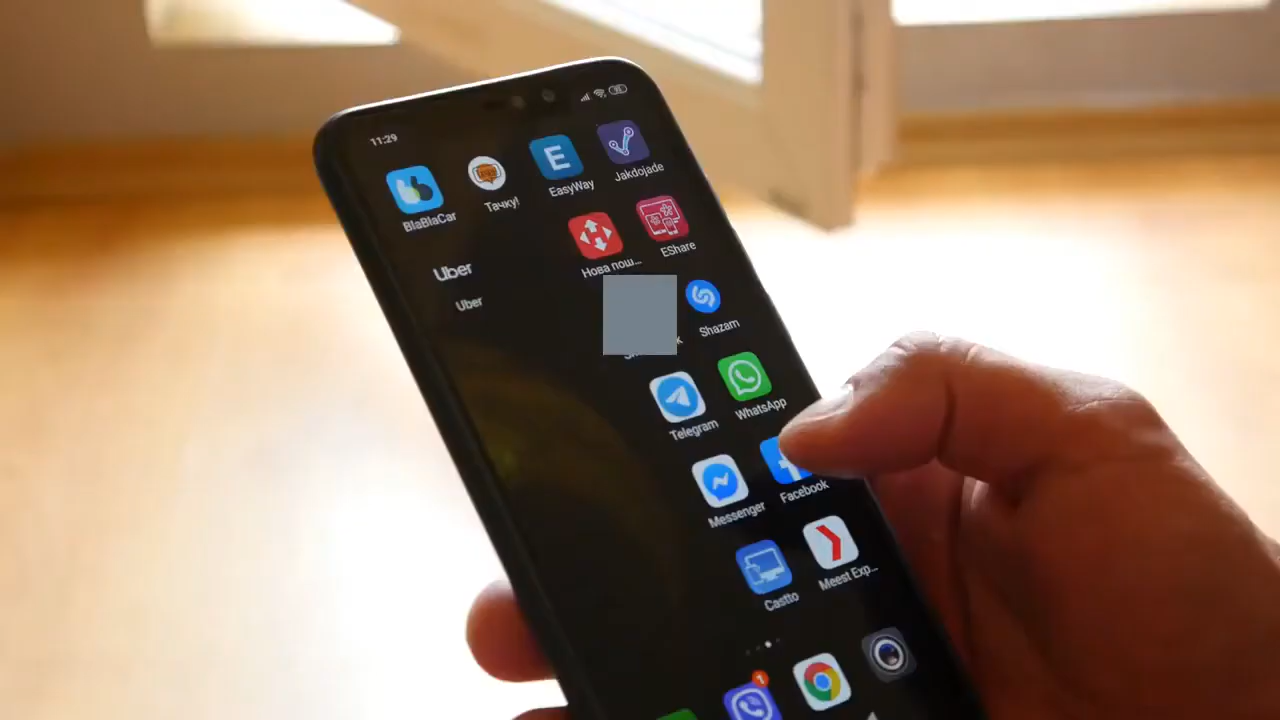 11:29
BlaBlaCar
Тачку!
E
EasyWay
Jakdojade
Нова пош...
EShare
Uber
Uber
Shazam
Telegram
WhatsApp
Messenger
Facebook
Castto
Meest Exp...
1